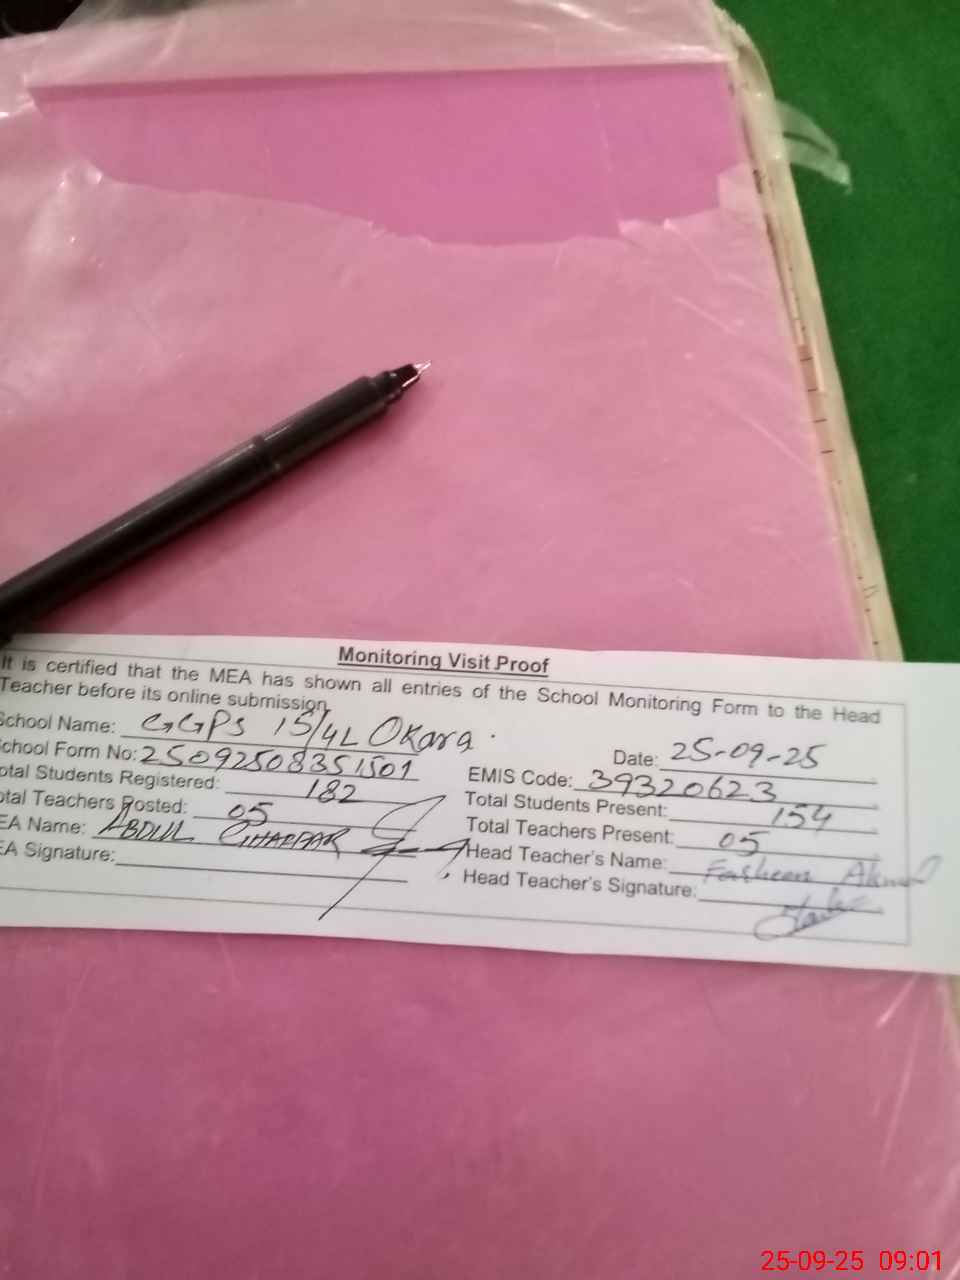 Monitoring Visit Proof
It is certified that the MEA has shown all entries of the School Monitoring Form to the Head
Teacher before its online submission
School Name: GGPS 15/4L Okara.
Date: 25-09-25
chool Form No: 25092508351501
EMIS Code: 39320623
otal Students Registered: 182
Total Students Present: 154
otal Teachers Posted: 05
Total Teachers Present: 05
EA Name: ABDUL GHAFFAR
Head Teacher's Name: Ahmed
EA Signature:
Head Teacher's Signature:
25-09-25 09:01